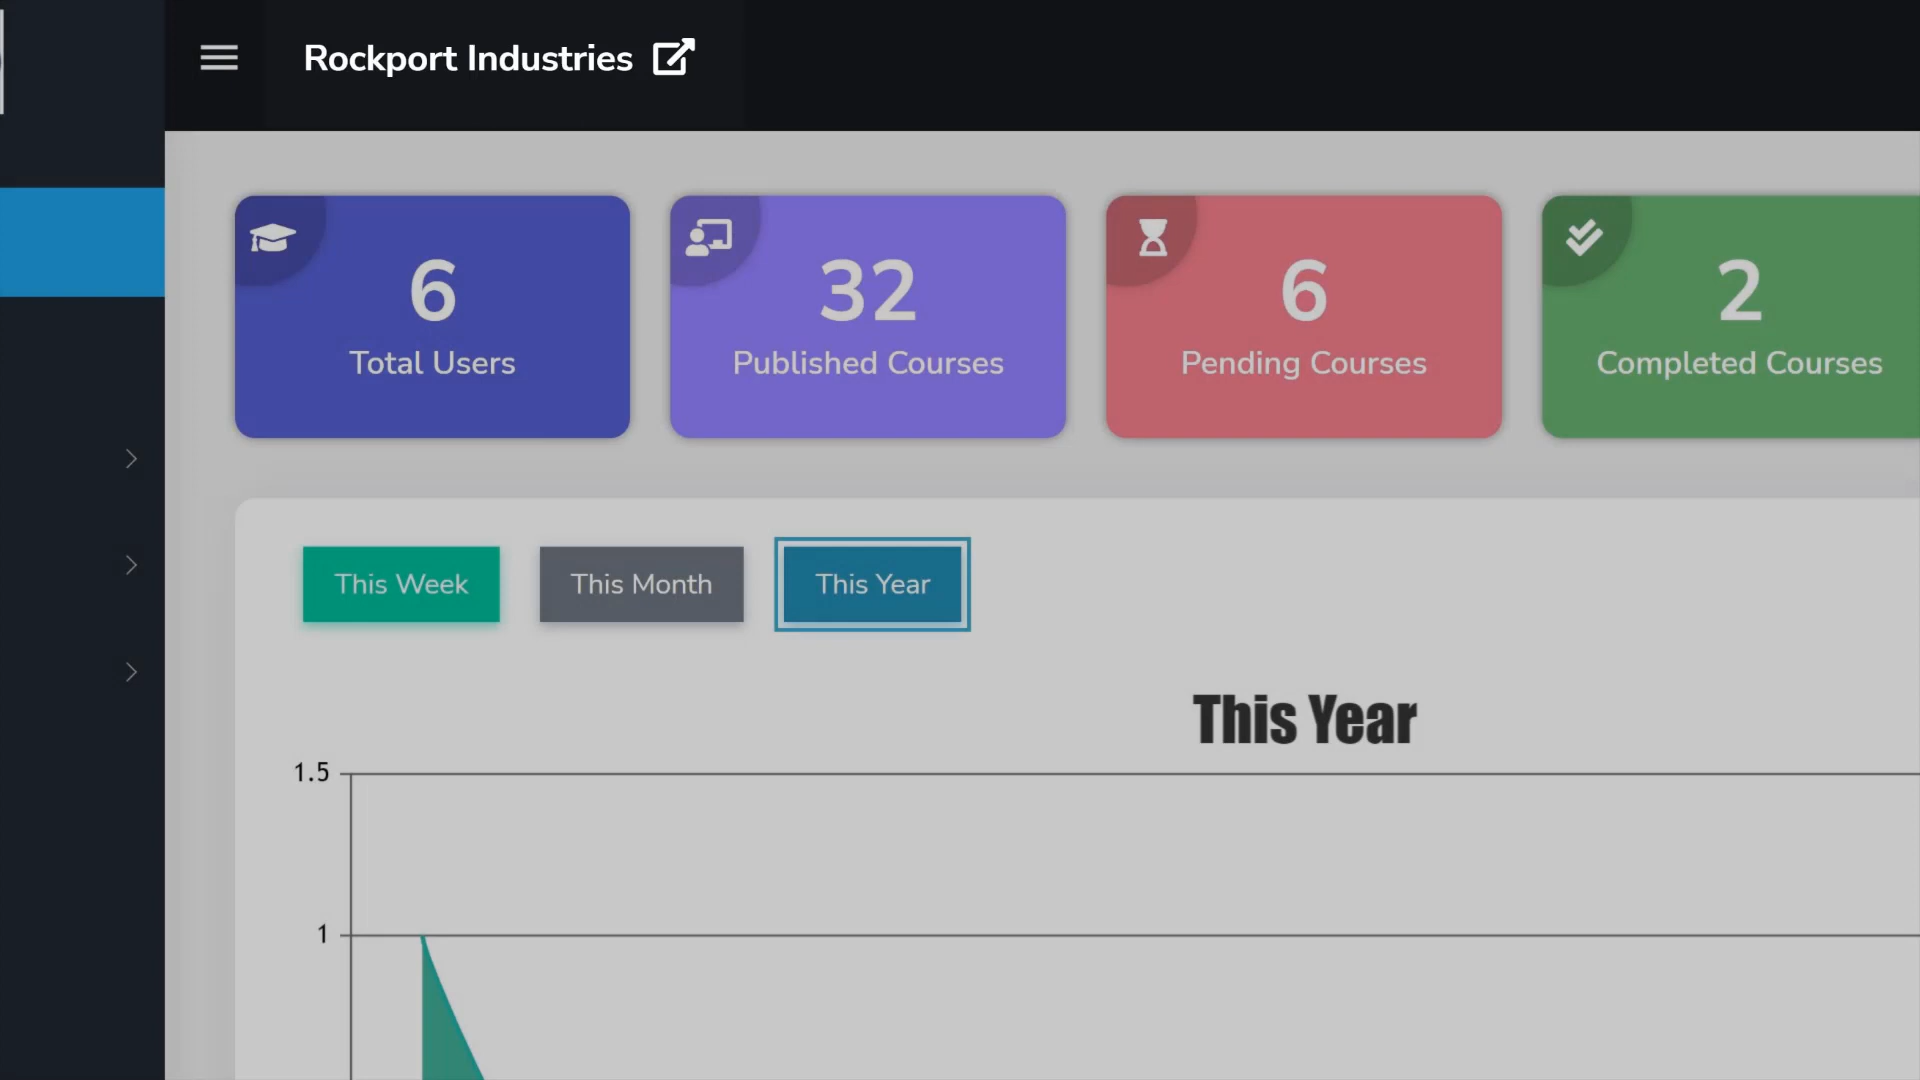 Rockport Industries
6
Total Users
32
Published Courses
6
Pending Courses
2
Completed Courses
This Week
This Month
This Year
This Year
1.5
1